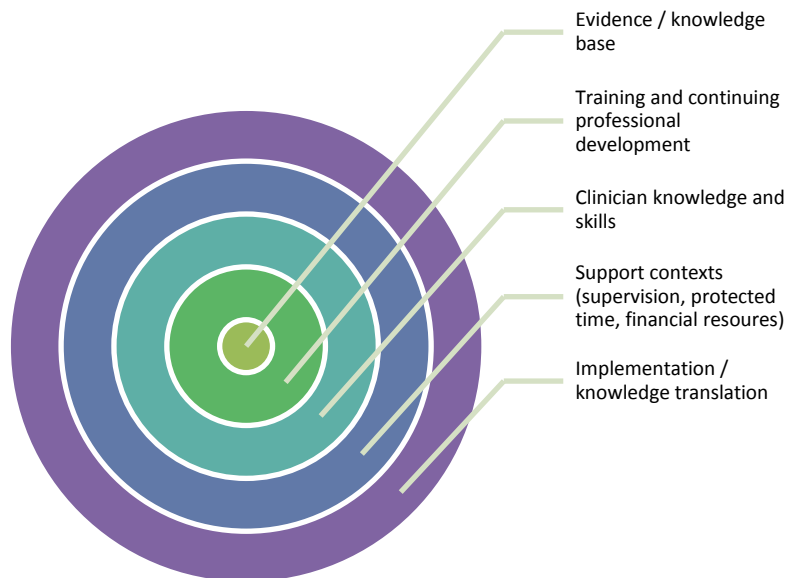 Evidence / knowledge
base
Training and continuing
professional
development
Clinician knowledge and
skills
Support contexts
(supervision, protected
time, financial resoures)
Implementation /
knowledge translation